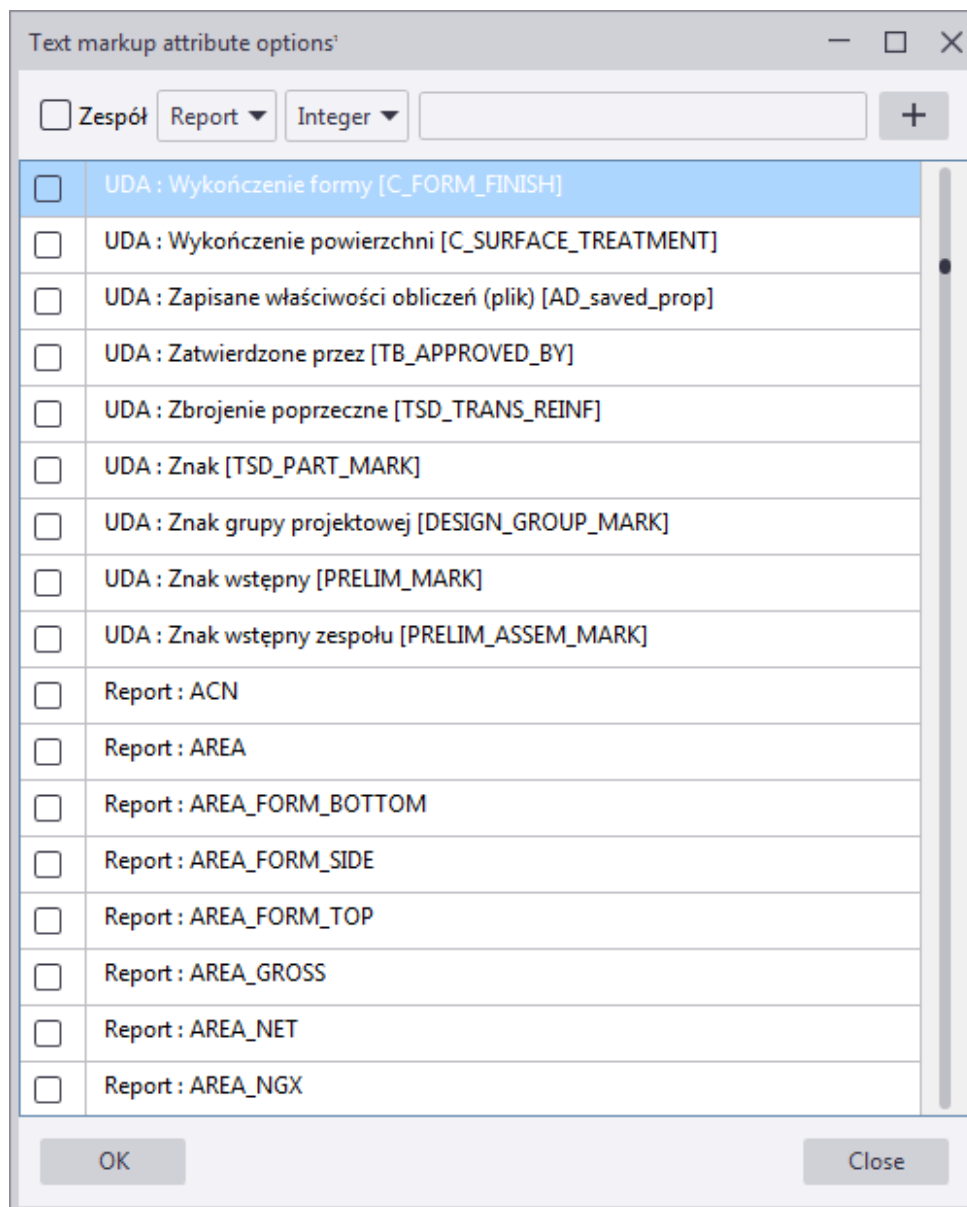 Text markup attribute options
Zespół Report Integer +
UDA : Wykończenie formy [C_FORM_FINISH]
UDA : Wykończenie powierzchni [C_SURFACE_TREATMENT]
UDA : Zapisane właściwości obliczeń (plik) [AD_saved_prop]
UDA : Zatwierdzone przez [TB_APPROVED_BY]
UDA : Zbrojenie poprzeczne [TSD_TRANS_REINF]
UDA : Znak [TSD_PART_MARK]
UDA : Znak grupy projektowej [DESIGN_GROUP_MARK]
UDA : Znak wstępny [PRELIM_MARK]
UDA : Znak wstępny zespołu [PRELIM_ASSEM_MARK]
Report : ACN
Report : AREA
Report : AREA_FORM_BOTTOM
Report : AREA_FORM_SIDE
Report : AREA_FORM_TOP
Report : AREA_GROSS
Report : AREA_NET
Report : AREA_NGX
OK Close